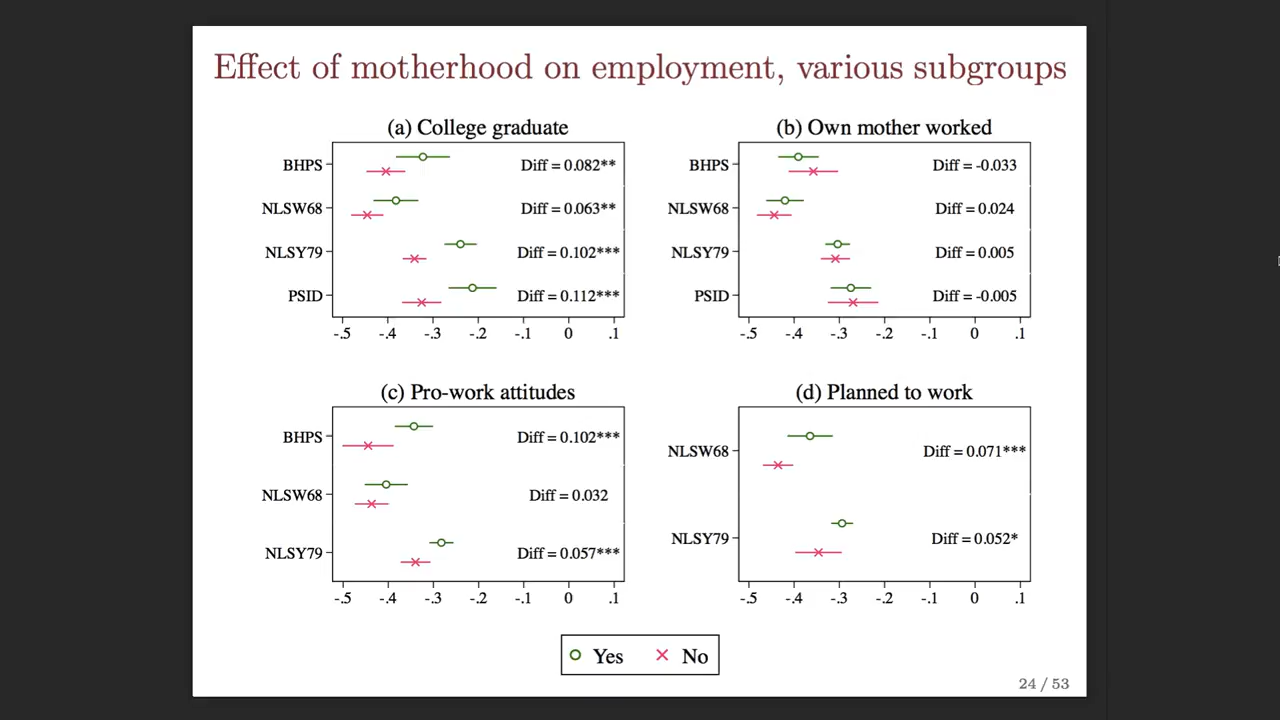 Effect of motherhood on employment, various subgroups
(a) College graduate
BHPS
Diff = 0.082**
NLSW68
Diff = 0.063**
NLSY79
Diff = 0.102***
PSID
Diff = 0.112***
-.5 -.4 -.3 -.2 -.1 0 .1
(b) Own mother worked
BHPS
Diff = -0.033
NLSW68
Diff = 0.024
NLSY79
Diff = 0.005
PSID
Diff = -0.005
-.5 -.4 -.3 -.2 -.1 0 .1
(c) Pro-work attitudes
BHPS
Diff = 0.102***
NLSW68
Diff = 0.032
NLSY79
Diff = 0.057***
-.5 -.4 -.3 -.2 -.1 0 .1
(d) Planned to work
NLSW68
Diff = 0.071***
NLSY79
Diff = 0.052*
-.5 -.4 -.3 -.2 -.1 0 .1
Yes No
24 / 53